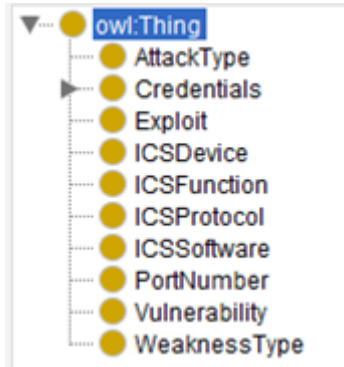 owl:Thing
AttackType
Credentials
Exploit
ICSDevice
ICSFunction
ICSProtocol
ICSSoftware
PortNumber
Vulnerability
WeaknessType